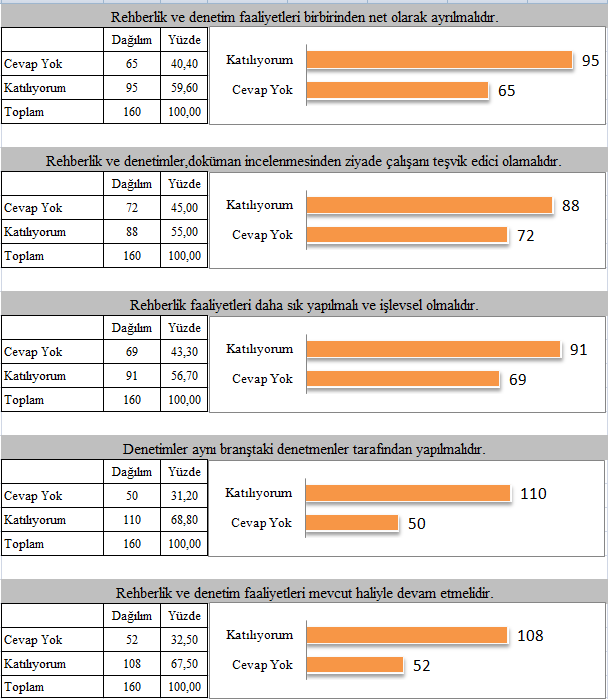 Rehberlik ve denetim faaliyetleri birbirinden net olarak ayrılmalıdır.
Dağılım Yüzde
Cevap Yok 65 40,40
Katılıyorum 95 59,60
Toplam 160 100,00
Katılıyorum 95
Cevap Yok 65
Rehberlik ve denetimler,doküman incelenmesinden ziyade çalışanı teşvik edici olamalıdır.
Dağılım Yüzde
Cevap Yok 72 45,00
Katılıyorum 88 55,00
Toplam 160 100,00
Katılıyorum 88
Cevap Yok 72
Rehberlik faaliyetleri daha sık yapılmalı ve işlevsel olmalıdır.
Dağılım Yüzde
Cevap Yok 69 43,30
Katılıyorum 91 56,70
Toplam 160 100,00
Katılıyorum 91
Cevap Yok 69
Denetimler aynı branştaki denetmenler tarafından yapılmalıdır.
Dağılım Yüzde
Cevap Yok 50 31,20
Katılıyorum 110 68,80
Toplam 160 100,00
Katılıyorum 110
Cevap Yok 50
Rehberlik ve denetim faaliyetleri mevcut haliyle devam etmelidir.
Dağılım Yüzde
Cevap Yok 52 32,50
Katılıyorum 108 67,50
Toplam 160 100,00
Katılıyorum 108
Cevap Yok 52